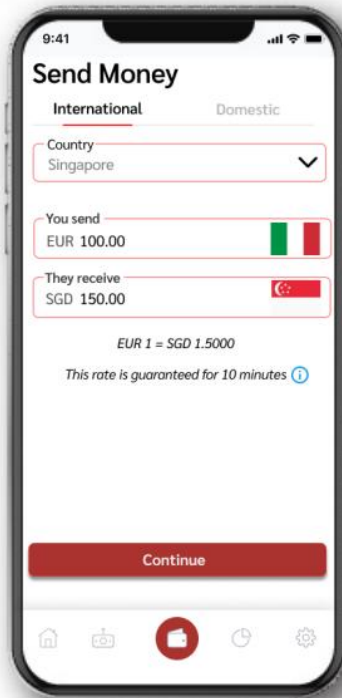 9:41
Send Money
International Domestic
Country
Singapore
You send
EUR 100.00
They receive
SGD 150.00
EUR 1 = SGD 1.5000
This rate is guaranteed for 10 minutes
Continue